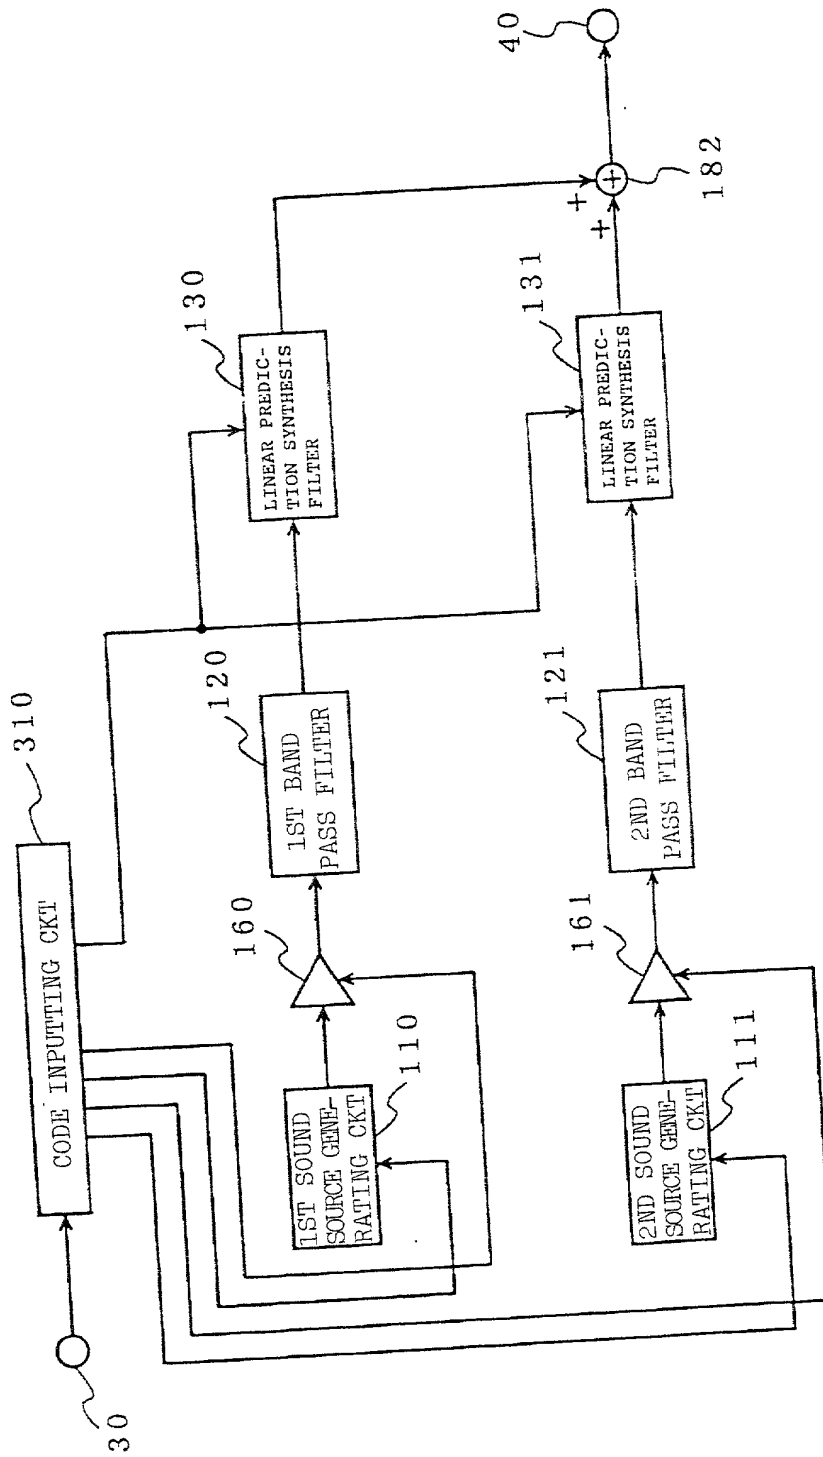 30
CODE INPUTTING CKT
310
1ST SOUND
SOURCE GENE-
RATING CKT
110
160
1ST BAND
PASS FILTER
120
LINEAR PREDIC-
TION SYNTHESIS
FILTER
130
2ND SOUND
SOURCE GENE-
RATING CKT
111
161
2ND BAND
PASS FILTER
121
LINEAR PREDIC-
TION SYNTHESIS
FILTER
131
+
+
+
182
40